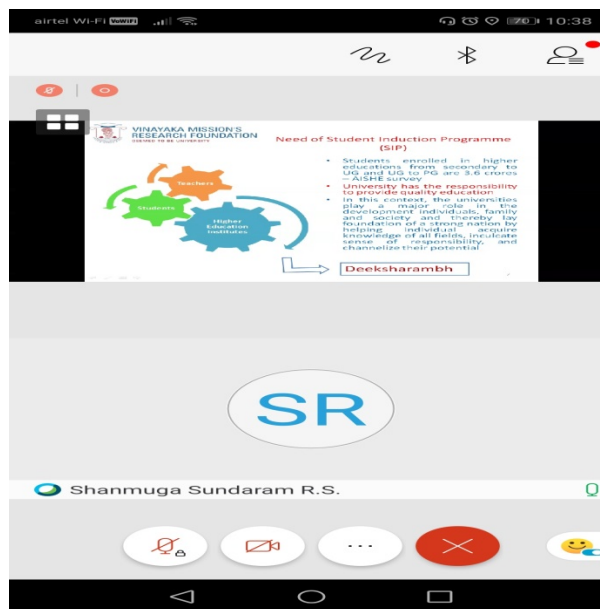 airtel Wi-Fi VoWiFi 70 10:38
VINAYAKA MISSION'S
RESEARCH FOUNDATION
Need of Student Induction Programme
(SIP)
Teachers
Students
Higher
Education
Institutes
• Students enrolled in higher
educations from secondary to
UG and UG to PG are 3.6 crores
– AISHE survey
• University has the responsibility
to provide quality education
• In this context, the universities
play a major role in the
development individuals, family
and society and thereby lay
foundation of a strong nation by
helping individual acquire
knowledge of all fields, inculcate
sense of responsibility, and
channelize their potential
Deeksharambh
SR
Shanmuga Sundaram R.S.